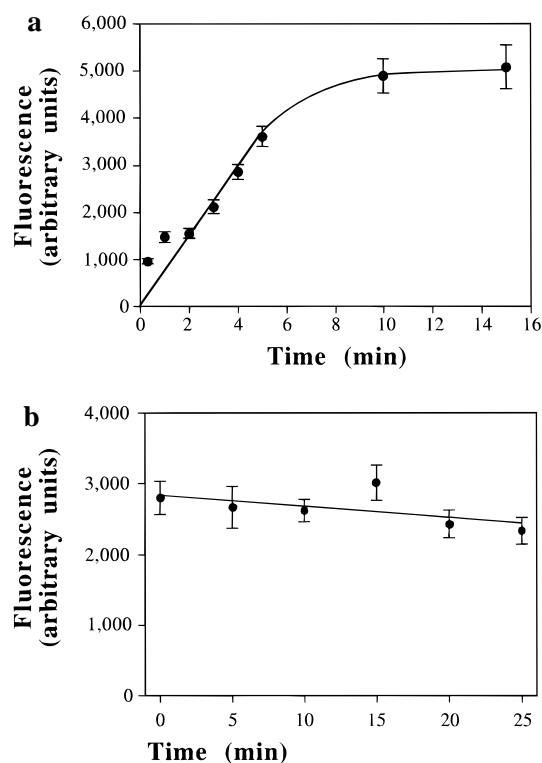 a
6,000
5,000
4,000
3,000
2,000
1,000
0
Fluorescence
(arbitrary units)
0 2 4 6 8 10 12 14 16
Time (min)
b
4,000
3,000
2,000
1,000
0
Fluorescence
(arbitrary units)
0 5 10 15 20 25
Time (min)